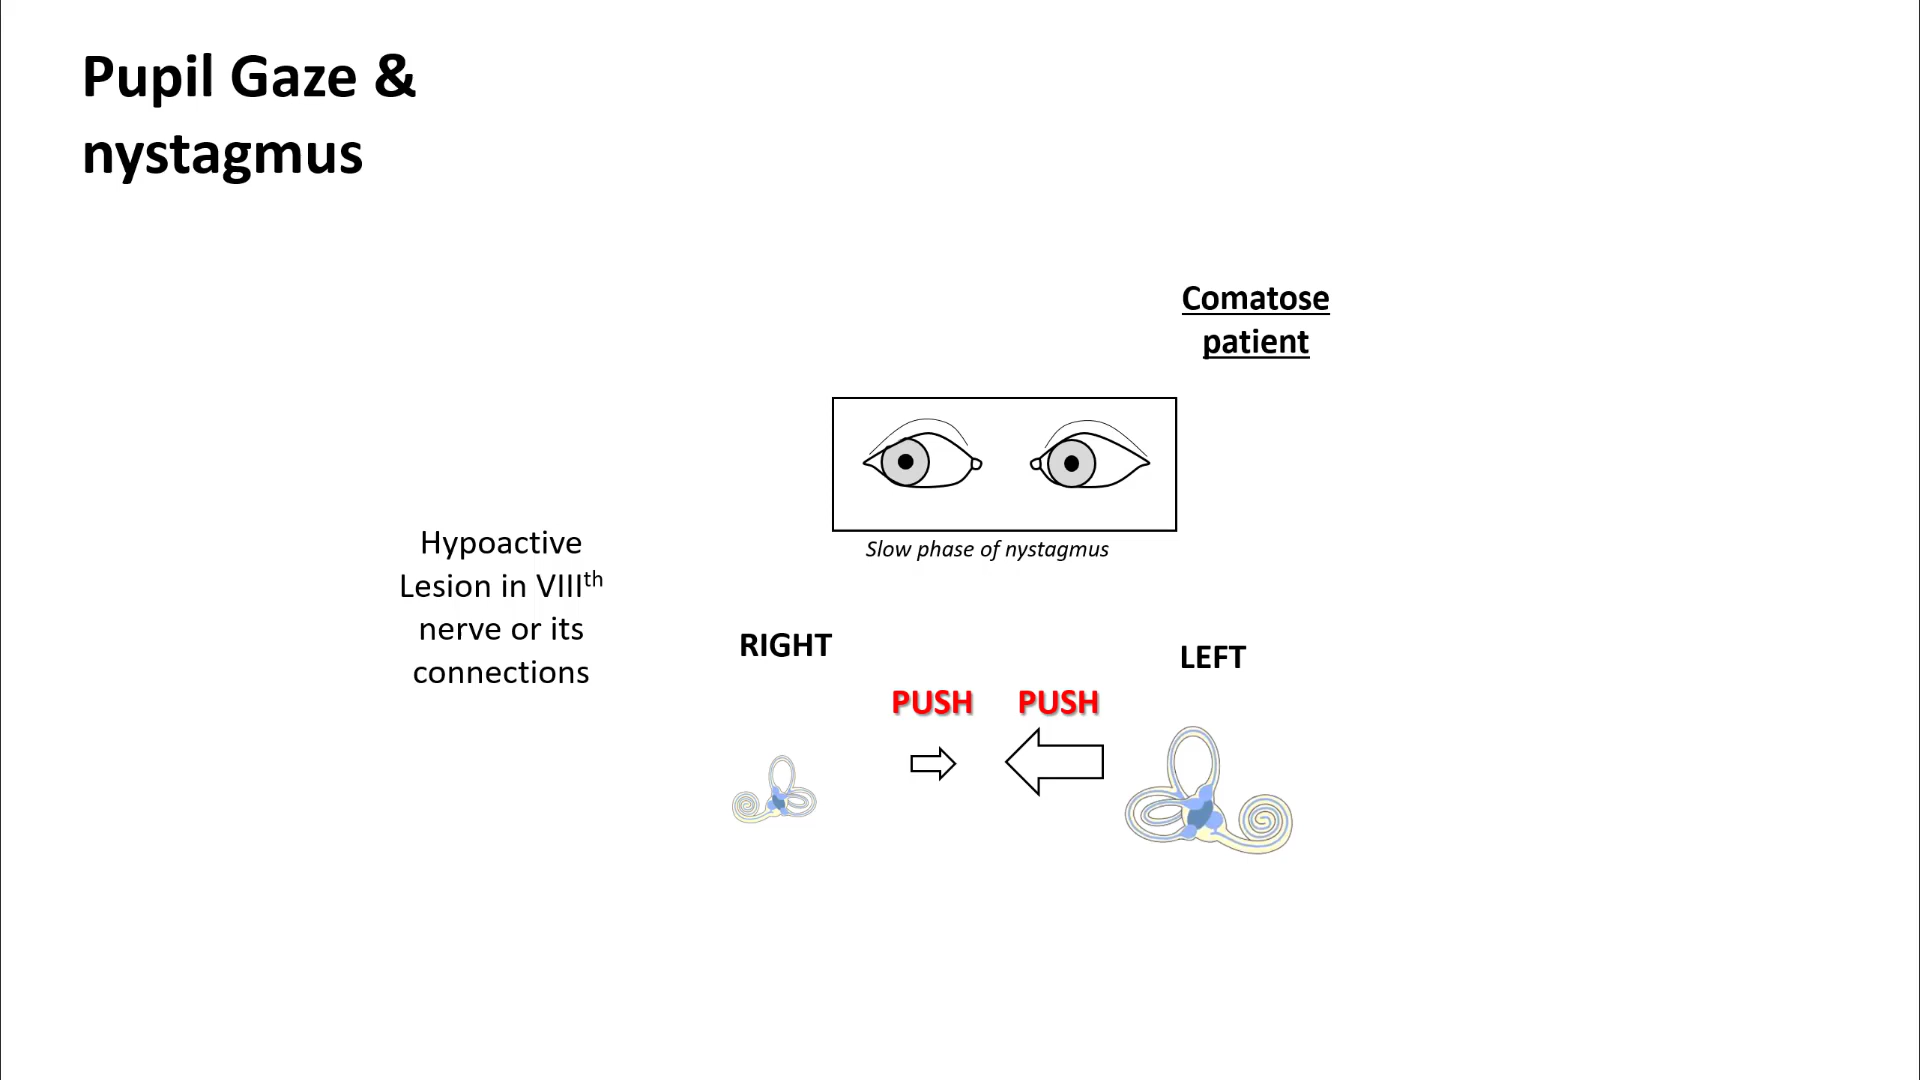 Pupil Gaze &
nystagmus
Comatose
patient
Slow phase of nystagmus
Hypoactive
Lesion in VIIIth
nerve or its
connections
RIGHT
LEFT
PUSH PUSH